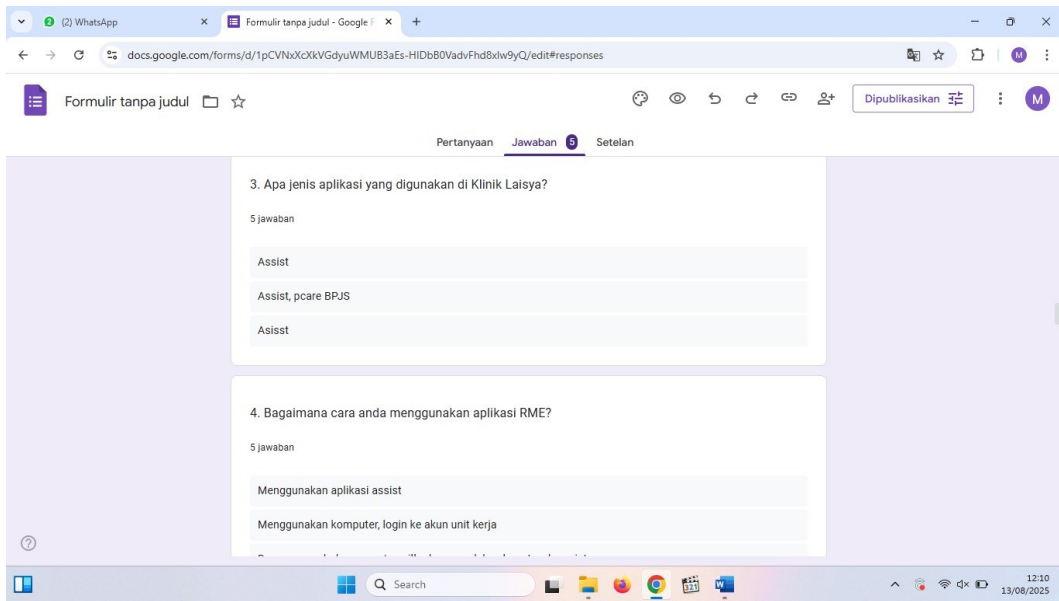 2 (2) WhatsApp
Formulir tanpa judul - Google F
docs.google.com/forms/d/1pCVNxXcXkVGdyuWMUB3aEs-HIDbB0VadvFhd8xlw9yQ/edit#responses
M
Formulir tanpa judul
Dipublikasikan
M
Pertanyaan Jawaban 5 Setelan
3. Apa jenis aplikasi yang digunakan di Klinik Laisya?
5 jawaban
Assist
Assist, pcare BPJS
Asisst
4. Bagaimana cara anda menggunakan aplikasi RME?
5 jawaban
Menggunakan aplikasi assist
Menggunakan komputer, login ke akun unit kerja
Search
321
12:10
13/08/2025